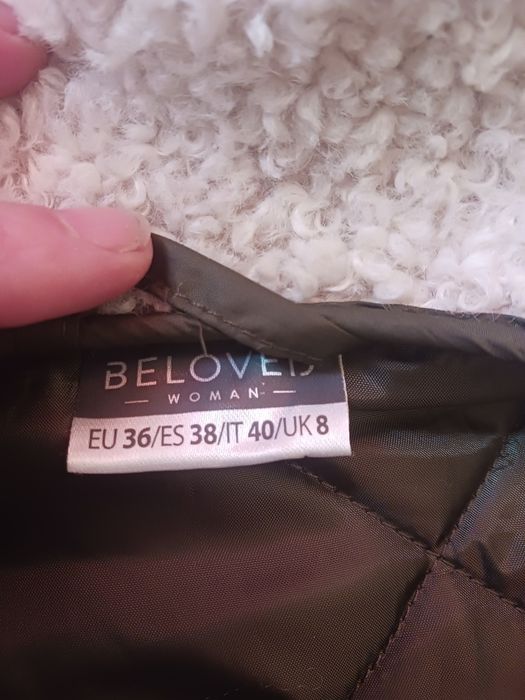 BELOVED
— WOMAN —
EU 36/ES 38/IT 40/UK 8